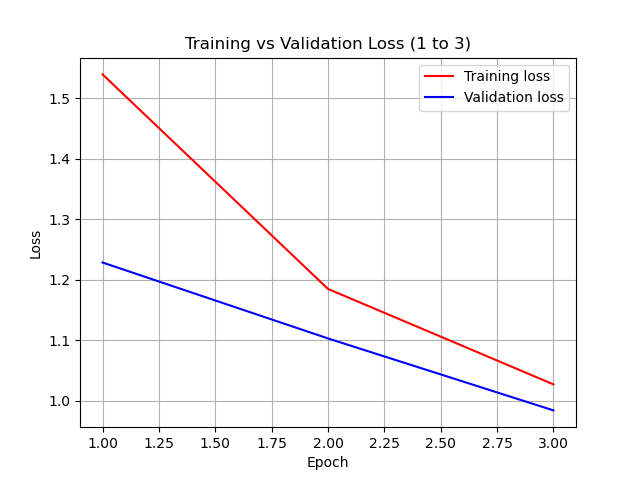 Training vs Validation Loss (1 to 3)
Training loss
Validation loss
Loss
1.5
1.4
1.3
1.2
1.1
1.0
1.00 1.25 1.50 1.75 2.00 2.25 2.50 2.75 3.00
Epoch